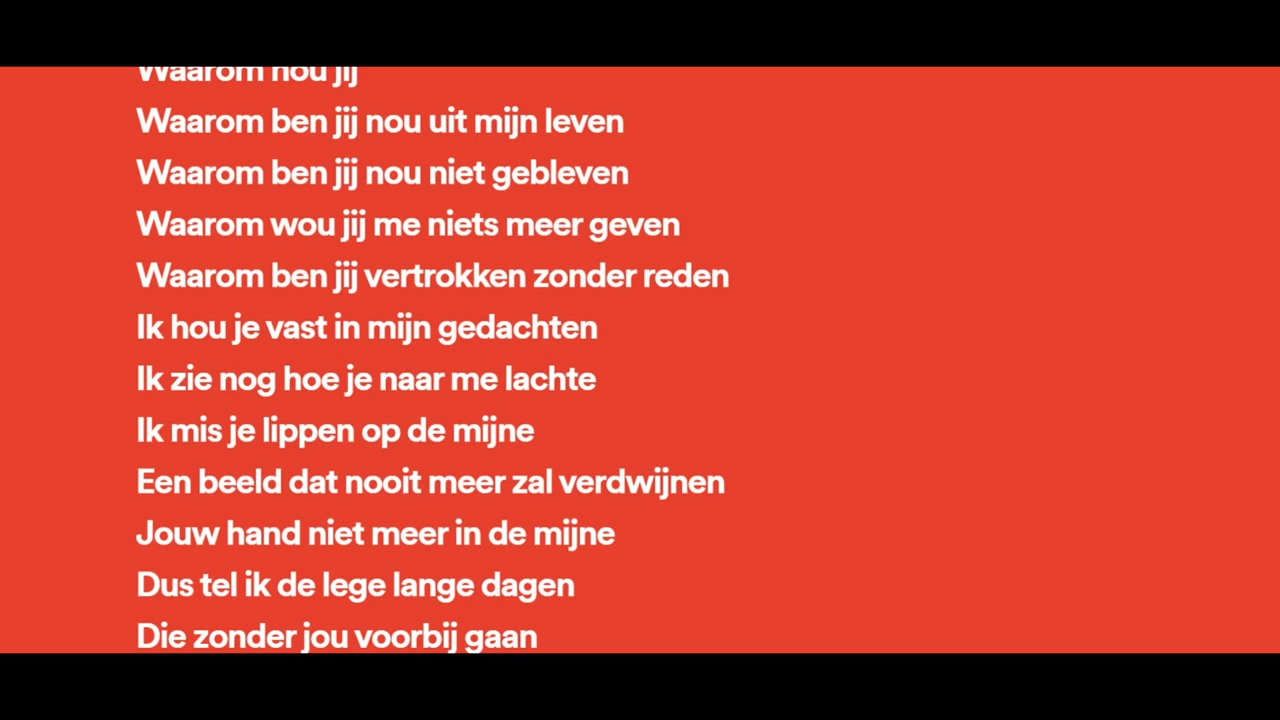 Waarom nou jij
Waarom ben jij nou uit mijn leven
Waarom ben jij nou niet gebleven
Waarom wou jij me niets meer geven
Waarom ben jij vertrokken zonder reden
Ik hou je vast in mijn gedachten
Ik zie nog hoe je naar me lachte
Ik mis je lippen op de mijne
Een beeld dat nooit meer zal verdwijnen
Jouw hand niet meer in de mijne
Dus tel ik de lege lange dagen
Die zonder jou voorbij gaan